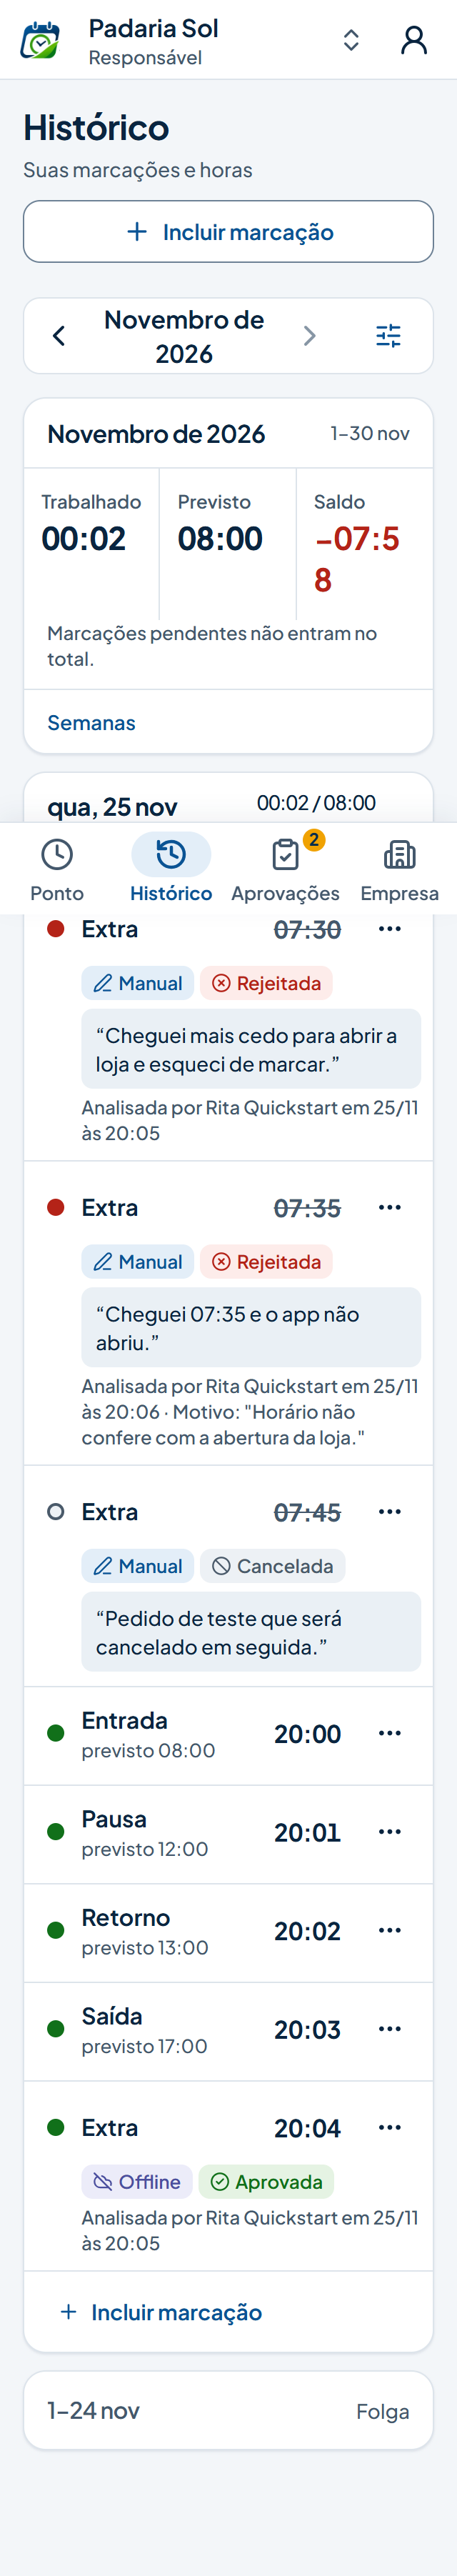 Padaria Sol
Responsável
Histórico
Suas marcações e horas
+ Incluir marcação
Novembro de
2026
Novembro de 2026
1–30 nov
Trabalhado
00:02
Previsto
08:00
Saldo
−07:5
8
Marcações pendentes não entram no
total.
Semanas
qua, 25 nov
00:02 / 08:00
Ponto
Histórico
2
Aprovações
Empresa
Extra
07:30
Manual
Rejeitada
“Cheguei mais cedo para abrir a
loja e esqueci de marcar.”
Analisada por Rita Quickstart em 25/11
às 20:05
Extra
07:35
Manual
Rejeitada
“Cheguei 07:35 e o app não
abriu.”
Analisada por Rita Quickstart em 25/11
às 20:06 · Motivo: "Horário não
confere com a abertura da loja."
Extra
07:45
Manual
Cancelada
“Pedido de teste que será
cancelado em seguida.”
Entrada
previsto 08:00
20:00
Pausa
previsto 12:00
20:01
Retorno
previsto 13:00
20:02
Saída
previsto 17:00
20:03
Extra
20:04
Offline
Aprovada
Analisada por Rita Quickstart em 25/11
às 20:05
+ Incluir marcação
1–24 nov
Folga